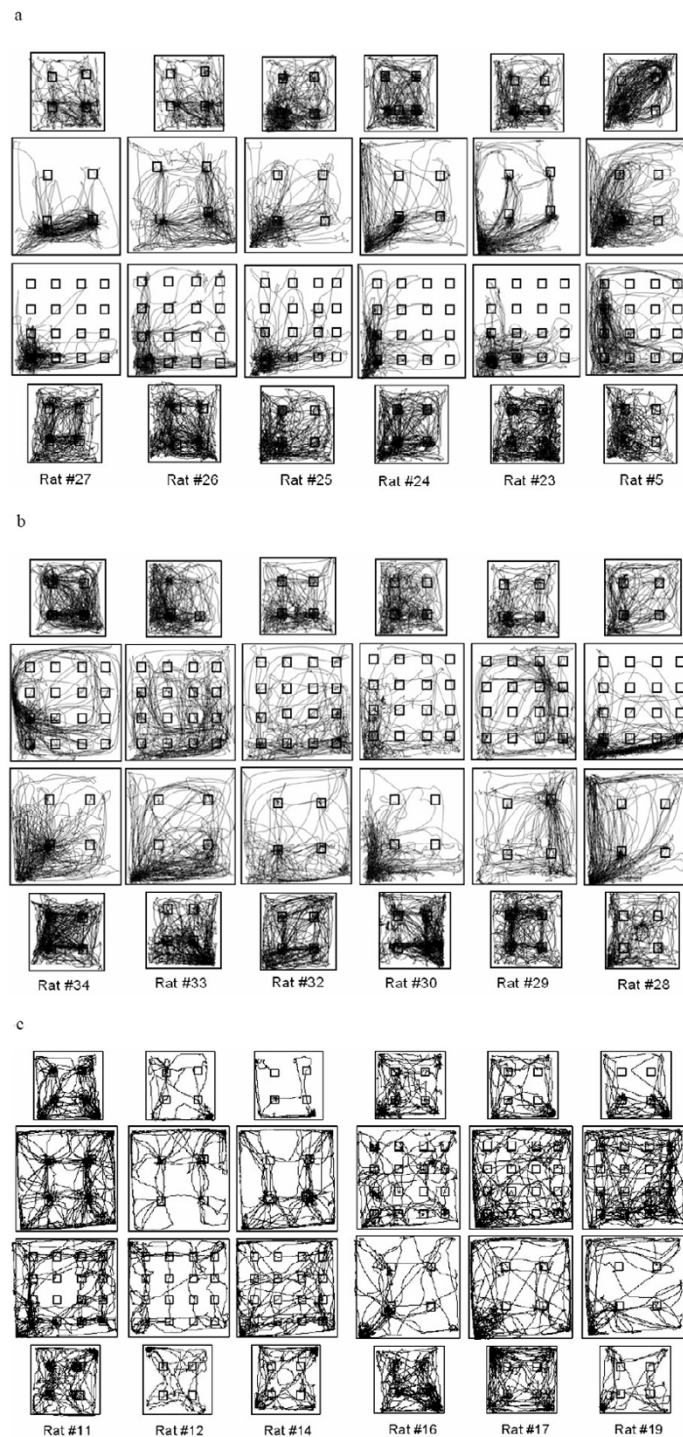 a
Rat #27 Rat #26 Rat #25 Rat #24 Rat #23 Rat #5
b
Rat #34 Rat #33 Rat #32 Rat #30 Rat #29 Rat #28
c
Rat #11 Rat #12 Rat #14 Rat #16 Rat #17 Rat #19